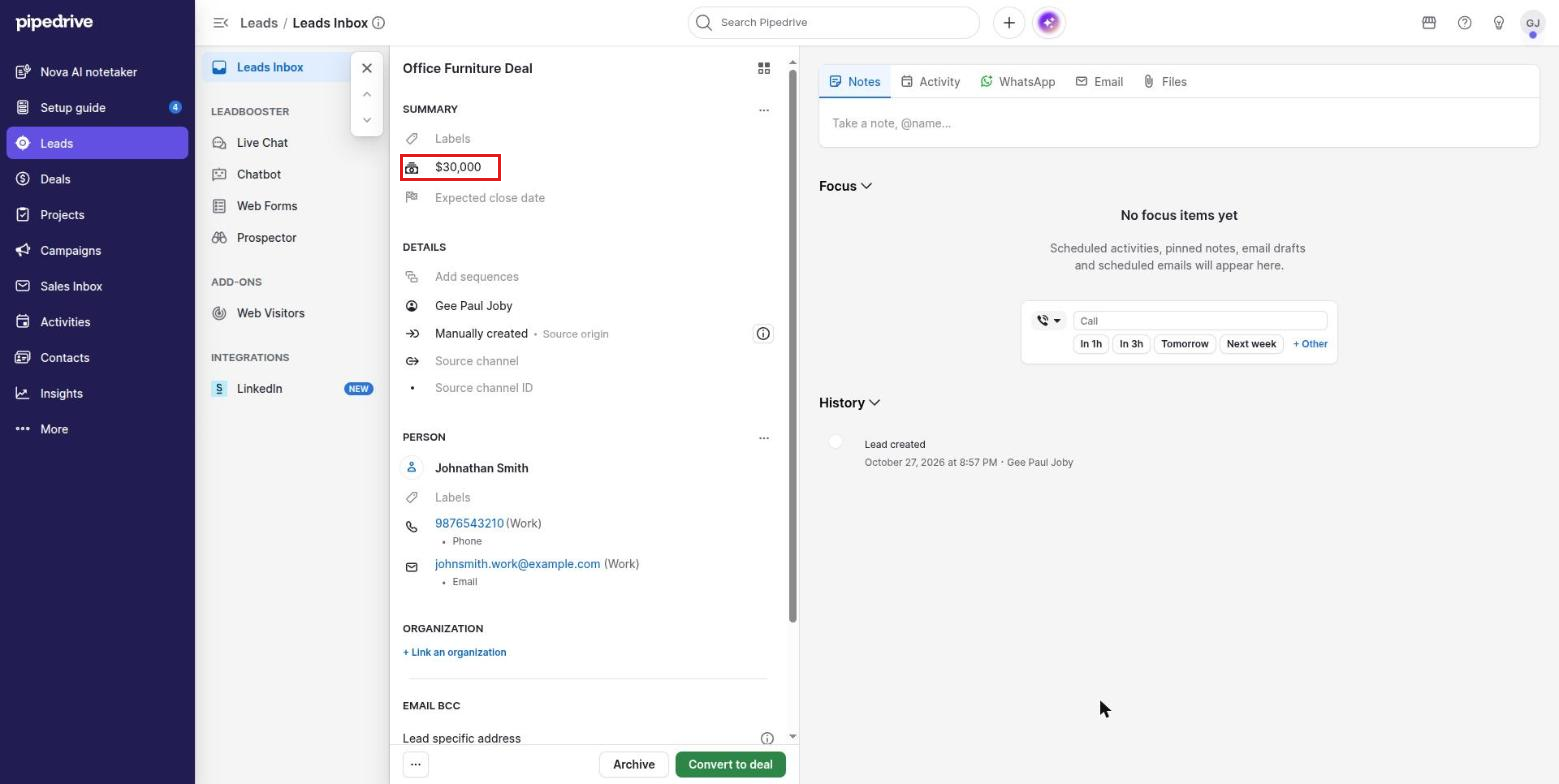 pipedrive
Nova AI notetaker
Setup guide 4
Leads
Deals
Projects
Campaigns
Sales Inbox
Activities
Contacts
Insights
More
Leads / Leads Inbox
Search Pipedrive
GJ
Leads Inbox
LEADBOOSTER
Live Chat
Chatbot
Web Forms
Prospector
ADD-ONS
Web Visitors
INTEGRATIONS
LinkedIn NEW
Office Furniture Deal
SUMMARY
Labels
$30,000
Expected close date
DETAILS
Add sequences
Gee Paul Joby
Manually created • Source origin
Source channel
Source channel ID
PERSON
Johnathan Smith
Labels
9876543210 (Work)
• Phone
johnsmith.work@example.com (Work)
• Email
ORGANIZATION
+ Link an organization
EMAIL BCC
Lead specific address
Archive
Convert to deal
Notes
Activity
WhatsApp
Email
Files
Take a note, @name...
Focus
No focus items yet
Scheduled activities, pinned notes, email drafts
and scheduled emails will appear here.
Call
In 1h
In 3h
Tomorrow
Next week
+ Other
History
Lead created
October 27, 2026 at 8:57 PM · Gee Paul Joby